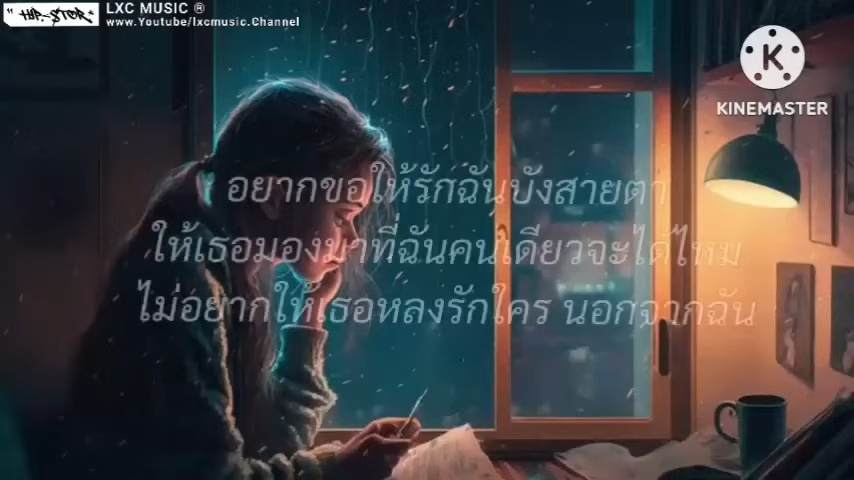 HIP-STER
LXC MUSIC ®
www.Youtube/lxcmusic.Channel
KINEMASTER
อยากขอให้รักฉันบังสายตา
ให้เธอมองมาที่ฉันคนเดียวจะได้ไหม
ไม่อยากให้เธอหลงรักใคร นอกจากฉัน